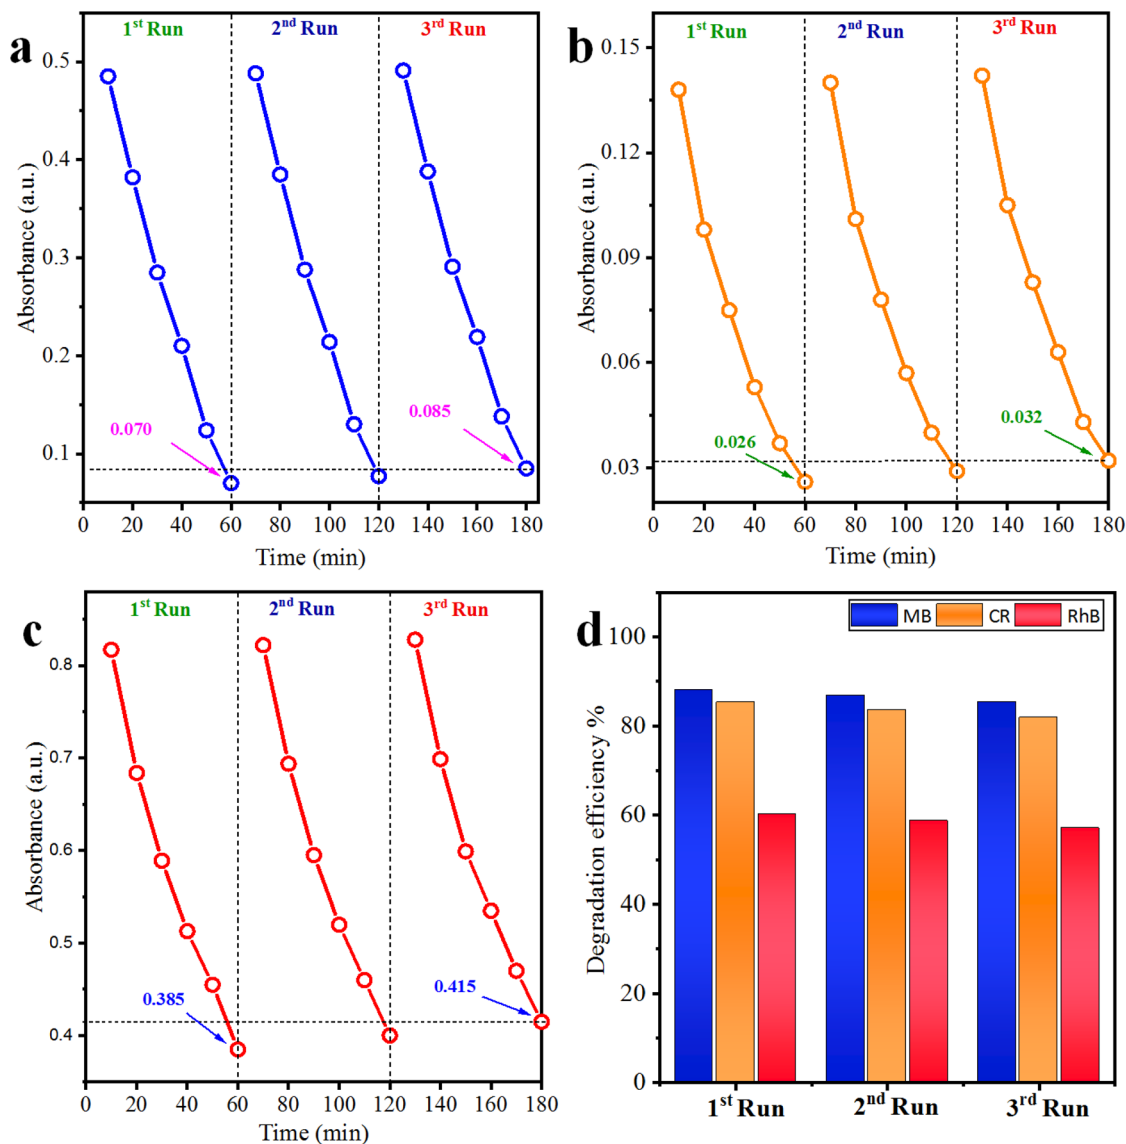 a
1st Run 2nd Run 3rd Run
0.5
0.4
0.3
0.2
0.1
Absorbance (a.u.)
0.070
0.085
0 20 40 60 80 100 120 140 160 180
Time (min)
b
1st Run 2nd Run 3rd Run
0.15
0.12
0.09
0.06
0.03
Absorbance (a.u.)
0.026
0.032
0 20 40 60 80 100 120 140 160 180
Time (min)
c
1st Run 2nd Run 3rd Run
0.8
0.7
0.6
0.5
0.4
Absorbance (a.u.)
0.385
0.415
0 20 40 60 80 100 120 140 160 180
Time (min)
d
MB CR RhB
100
80
60
40
20
0
Degradation efficiency %
1st Run 2nd Run 3rd Run